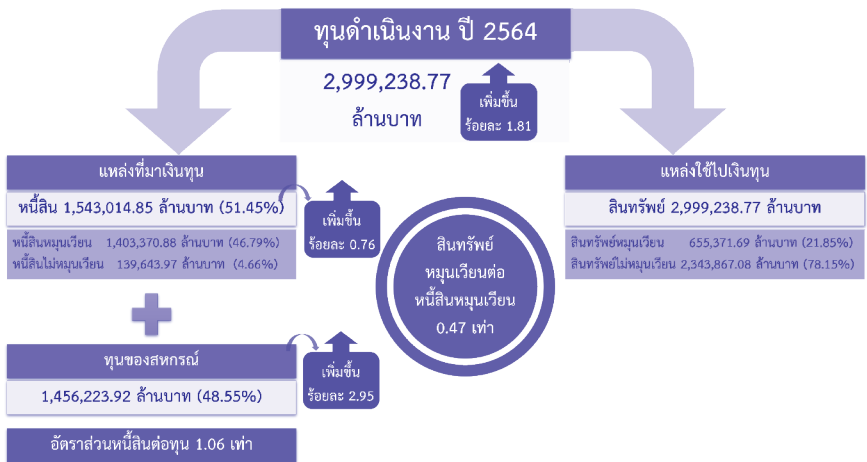 ทุนดำเนินงาน ปี 2564
2,999,238.77
ล้านบาท
เพิ่มขึ้น
ร้อยละ 1.81
แหล่งที่มาเงินทุน
หนี้สิน 1,543,014.85 ล้านบาท (51.45%)
หนี้สินหมุนเวียน 1,403,370.88 ล้านบาท (46.79%)
หนี้สินไม่หมุนเวียน 139,643.97 ล้านบาท (4.66%)
เพิ่มขึ้น
ร้อยละ 0.76
ทุนของสหกรณ์
1,456,223.92 ล้านบาท (48.55%)
เพิ่มขึ้น
ร้อยละ 2.95
อัตราส่วนหนี้สินต่อทุน 1.06 เท่า
สินทรัพย์
หมุนเวียนต่อ
หนี้สินหมุนเวียน
0.47 เท่า
แหล่งใช้ไปเงินทุน
สินทรัพย์ 2,999,238.77 ล้านบาท
สินทรัพย์หมุนเวียน 655,371.69 ล้านบาท (21.85%)
สินทรัพย์ไม่หมุนเวียน 2,343,867.08 ล้านบาท (78.15%)